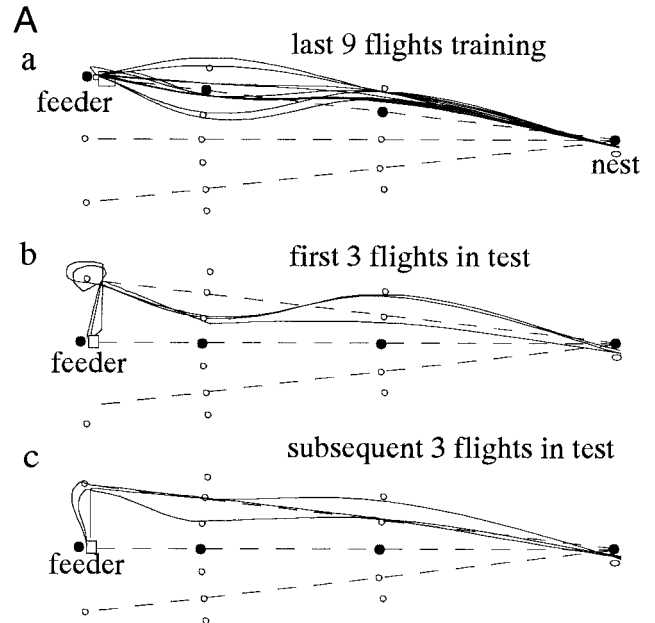 A
a
last 9 flights training
feeder
nest
b
first 3 flights in test
feeder
c
subsequent 3 flights in test
feeder